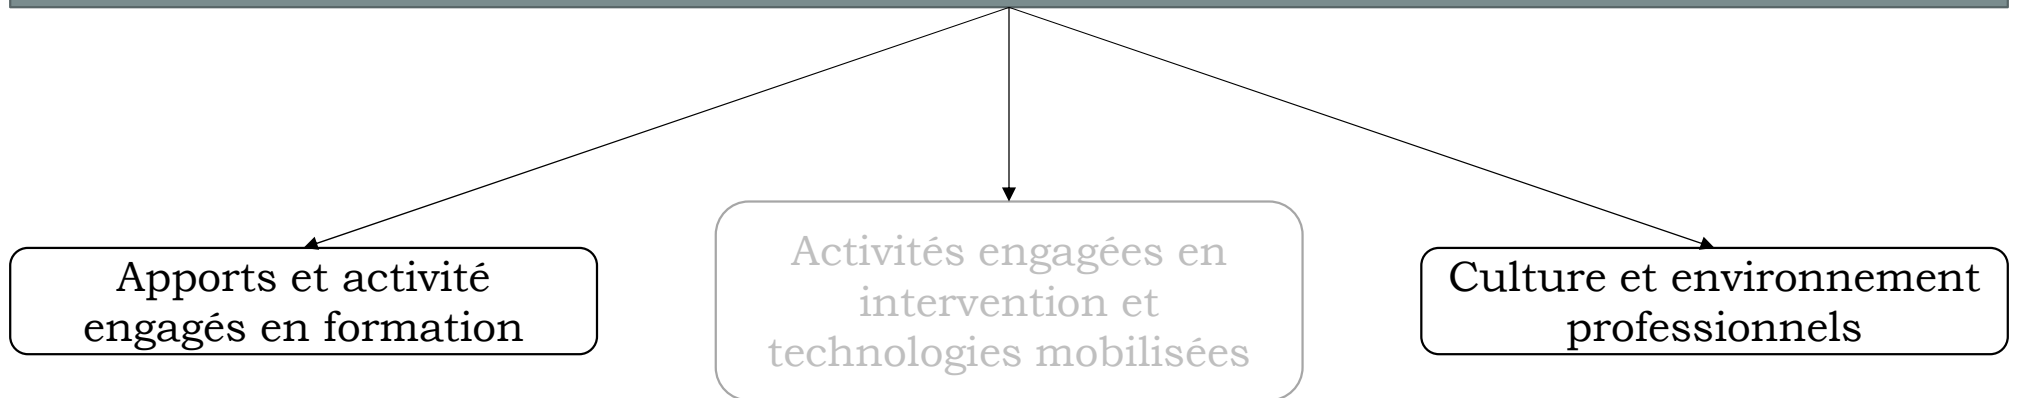 Apports et activité
engagés en formation
Activités engagées en
intervention et
technologies mobilisées
Culture et environnement
professionnels